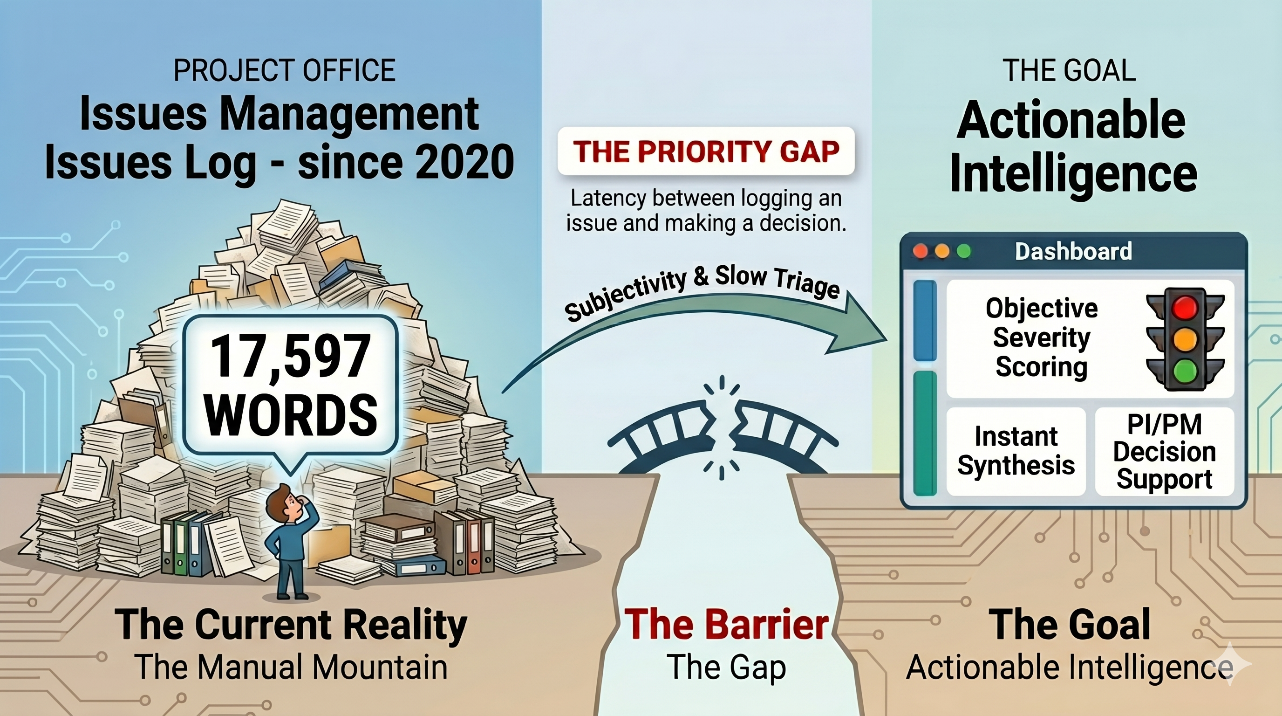 PROJECT OFFICE
Issues Management
Issues Log - since 2020
17,597
WORDS
The Current Reality
The Manual Mountain
THE PRIORITY GAP
Latency between logging an
issue and making a decision.
Subjectivity & Slow Triage
The Barrier
The Gap
THE GOAL
Actionable
Intelligence
Dashboard
Objective
Severity
Scoring
Instant
Synthesis
PI/PM
Decision
Support
The Goal
Actionable Intelligence